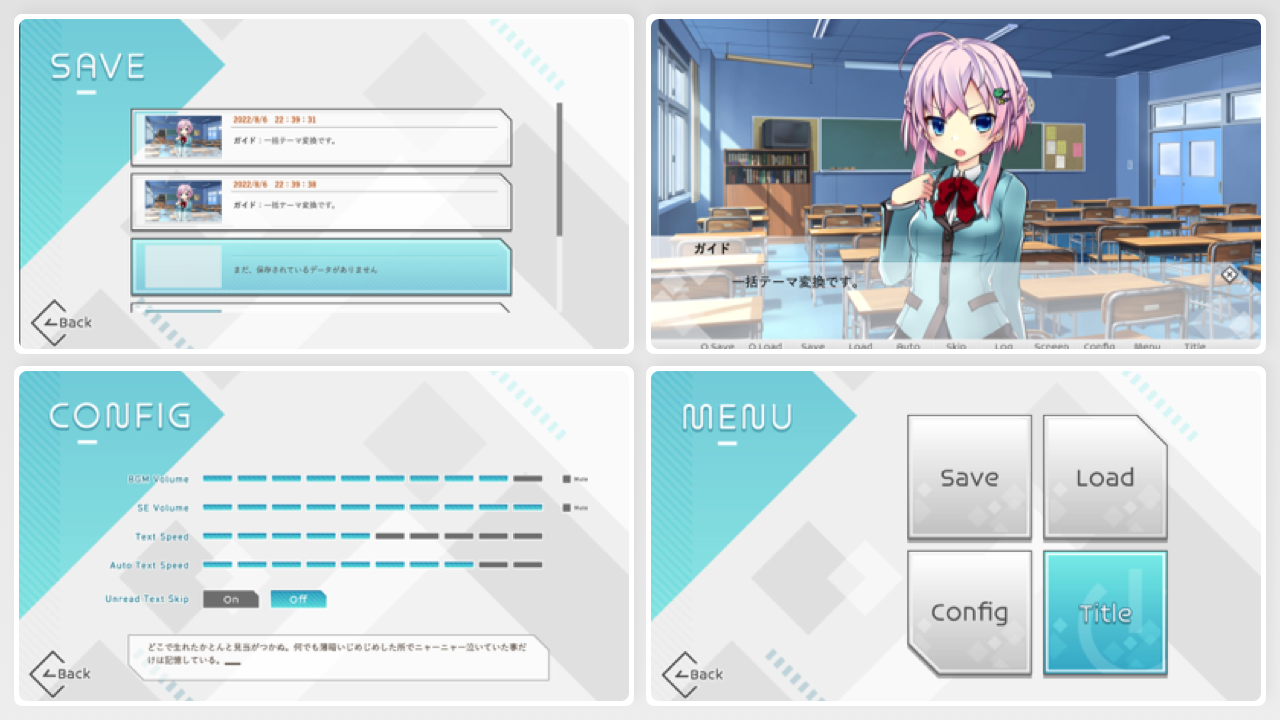 SAVE
2022/8/6 22:39:31
ガイド：一括テーマ変換です。
2022/8/6 22:39:38
ガイド：一括テーマ変換です。
まだ、保存されているデータがありません
Back
ガイド
一括テーマ変換です。
Q.Save Q.Load Save Load Auto Skip Log Screen Config Menu Title
CONFIG
BGM Volume Mute
SE Volume Mute
Text Speed
Auto Text Speed
Unread Text Skip On Off
どこで生れたかとんと見当がつかぬ。何でも薄暗いじめじめした所でニャーニャー泣いていた事だ
けは記憶している。
Back
MENU
Save Load
Config Title
Back